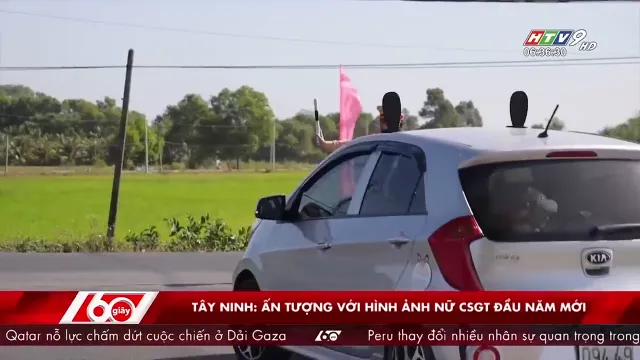 HTV9 HD
06:36:30
KIA
60 giây
TÂY NINH: ẤN TƯỢNG VỚI HÌNH ẢNH NỮ CSGT ĐẦU NĂM MỚI
Qatar nỗ lực chấm dứt cuộc chiến ở Dải Gaza 60 giây Peru thay đổi nhiều nhân sự quan trọng trong